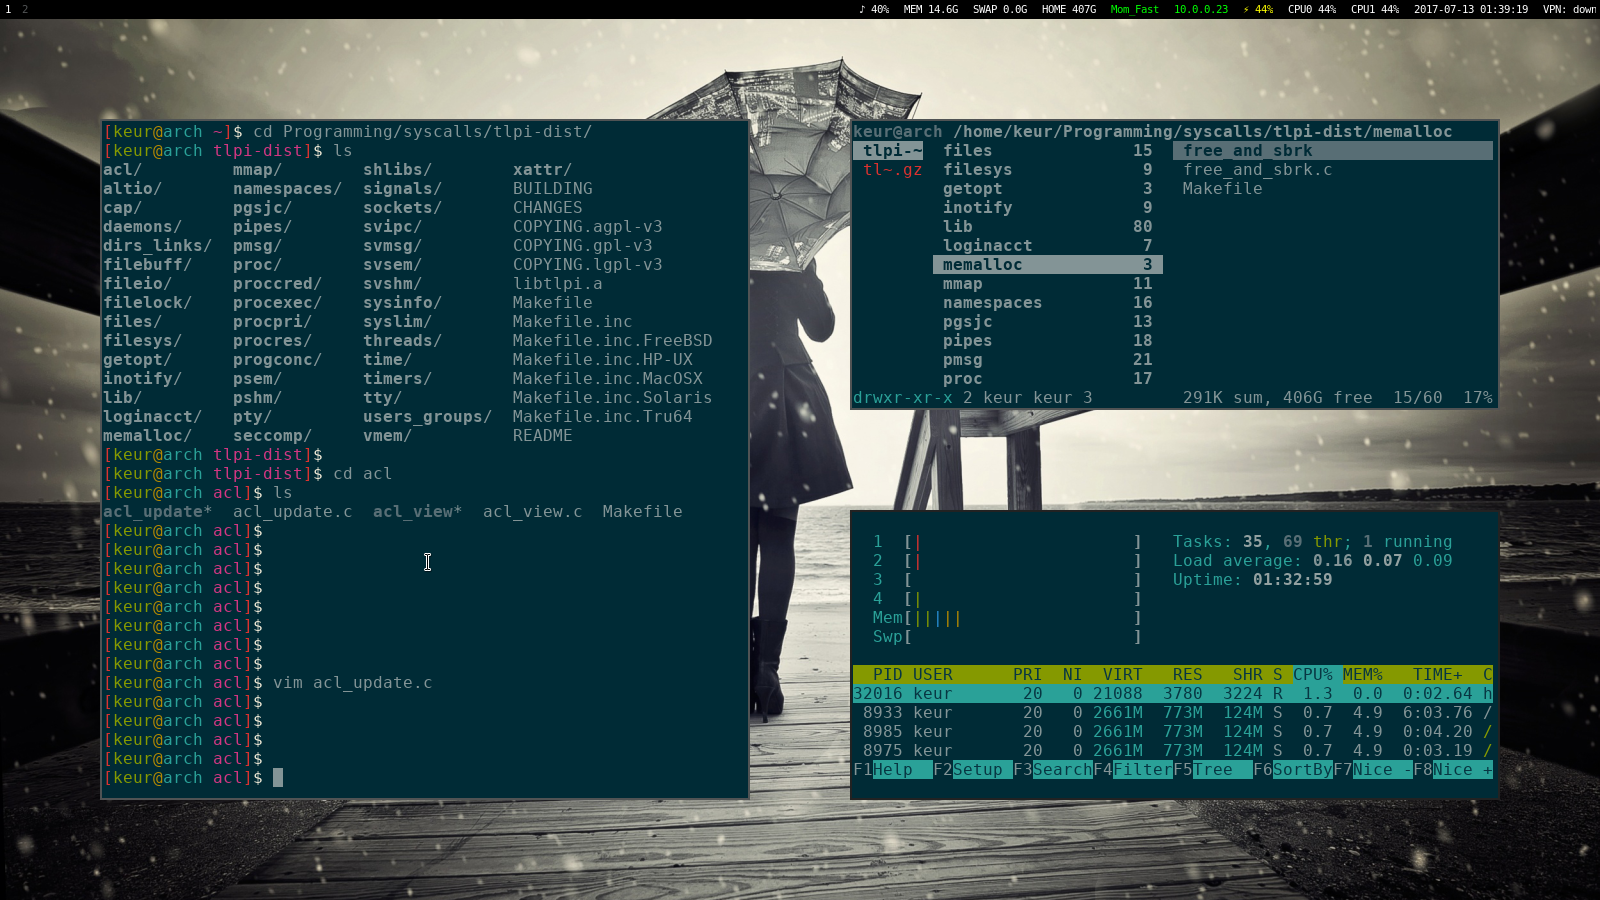 1 2 ♪ 40% MEM 14.6G SWAP 0.0G HOME 407G Mom_Fast 10.0.0.23 ⚡ 44% CPU0 44% CPU1 44% 2017-07-13 01:39:19 VPN: down
[keur@arch ~]$ cd Programming/syscalls/tlpi-dist/
[keur@arch tlpi-dist]$ ls
acl/ mmap/ shlibs/ xattr/
altio/ namespaces/ signals/ BUILDING
cap/ pgsjc/ sockets/ CHANGES
daemons/ pipes/ svipc/ COPYING.agpl-v3
dirs_links/ pmsg/ svmsg/ COPYING.gpl-v3
filebuff/ proc/ svsem/ COPYING.lgpl-v3
fileio/ proccred/ svshm/ libtlpi.a
filelock/ procexec/ sysinfo/ Makefile
files/ procpri/ syslim/ Makefile.inc
filesys/ procres/ threads/ Makefile.inc.FreeBSD
getopt/ progconc/ time/ Makefile.inc.HP-UX
inotify/ psem/ timers/ Makefile.inc.MacOSX
lib/ pshm/ tty/ Makefile.inc.Solaris
loginacct/ pty/ users_groups/ Makefile.inc.Tru64
memalloc/ seccomp/ vmem/ README
[keur@arch tlpi-dist]$
[keur@arch tlpi-dist]$ cd acl
[keur@arch acl]$ ls
acl_update* acl_update.c acl_view* acl_view.c Makefile
[keur@arch acl]$
[keur@arch acl]$
[keur@arch acl]$
[keur@arch acl]$
[keur@arch acl]$
[keur@arch acl]$
[keur@arch acl]$
[keur@arch acl]$
[keur@arch acl]$ vim acl_update.c
[keur@arch acl]$
[keur@arch acl]$
[keur@arch acl]$
[keur@arch acl]$
[keur@arch acl]$
keur@arch /home/keur/Programming/syscalls/tlpi-dist/memalloc
tlpi-~ files 15 free_and_sbrk
tl~.gz filesys 9 free_and_sbrk.c
getopt 3 Makefile
inotify 9
lib 80
loginacct 7
memalloc 3
mmap 11
namespaces 16
pgsjc 13
pipes 18
pmsg 21
proc 17
drwxr-xr-x 2 keur keur 3 291K sum, 406G free 15/60 17%
1 [| ] Tasks: 35, 69 thr; 1 running
2 [| ] Load average: 0.16 0.07 0.09
3 [ ] Uptime: 01:32:59
4 [| ]
Mem[||||| ]
Swp[ ]
PID USER PRI NI VIRT RES SHR S CPU% MEM% TIME+ C
32016 keur 20 0 21088 3780 3224 R 1.3 0.0 0:02.64 h
8933 keur 20 0 2661M 773M 124M S 0.7 4.9 6:03.76 /
8985 keur 20 0 2661M 773M 124M S 0.7 4.9 0:04.20 /
8975 keur 20 0 2661M 773M 124M S 0.7 4.9 0:03.19 /
F1Help F2Setup F3SearchF4FilterF5Tree F6SortByF7Nice -F8Nice +